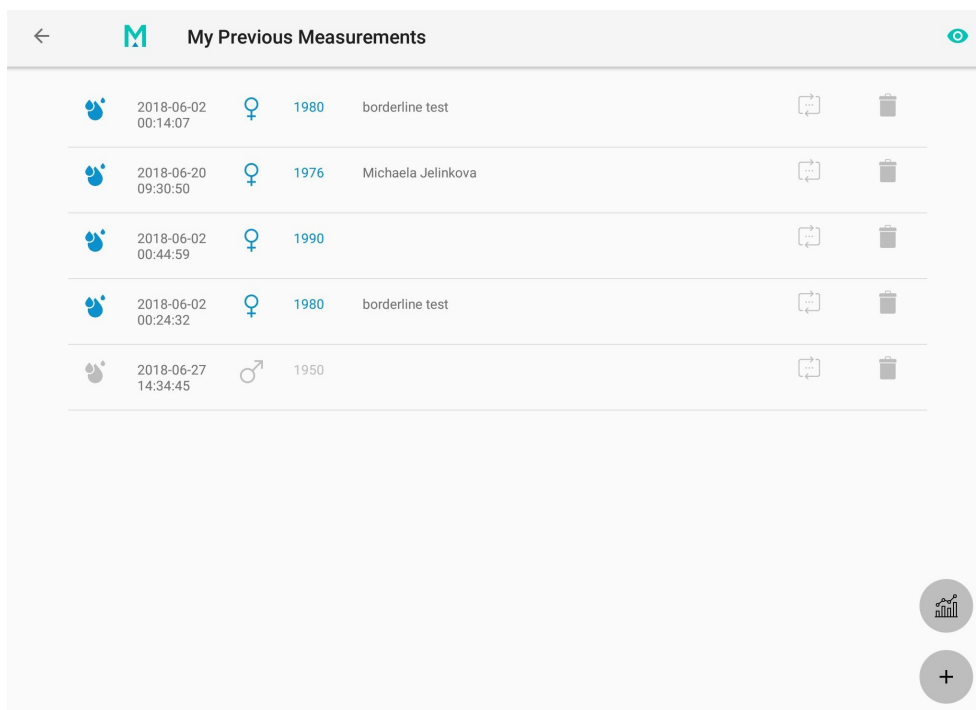 My Previous Measurements
2018-06-02 1980 borderline test
00:14:07
2018-06-20 1976 Michaela Jelinkova
09:30:50
2018-06-02 1990
00:44:59
2018-06-02 1980 borderline test
00:24:32
2018-06-27 1950
14:34:45